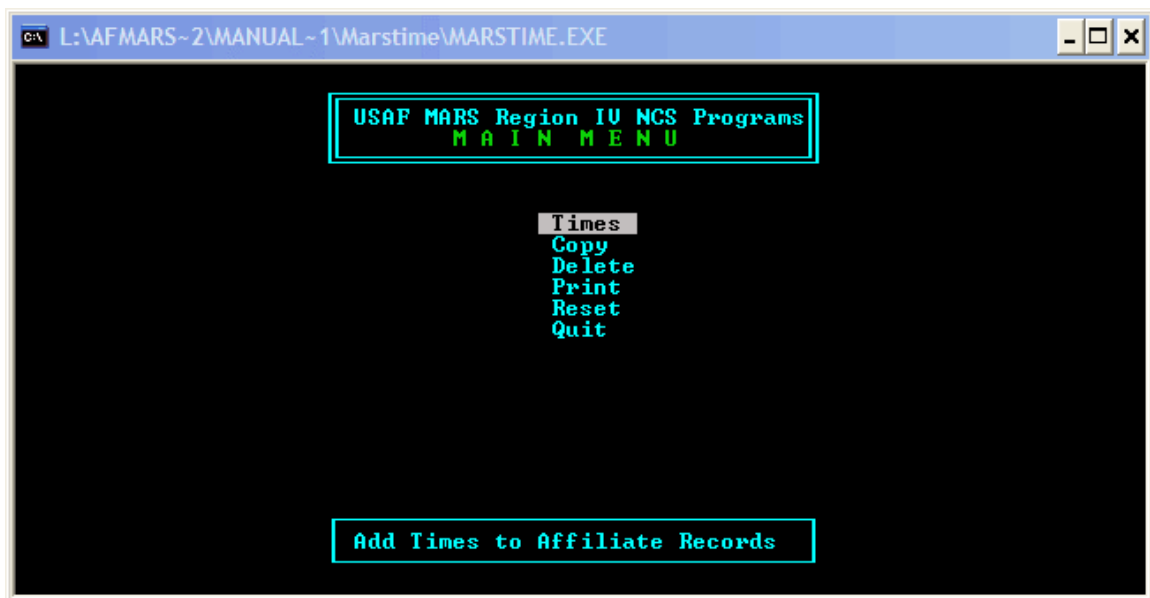 L:\AFMARS~2\MANUAL~1\Marstime\MARSTIME.EXE
USAF MARS Region IV NCS Programs
M A I N M E N U
Times
Copy
Delete
Print
Reset
Quit
Add Times to Affiliate Records